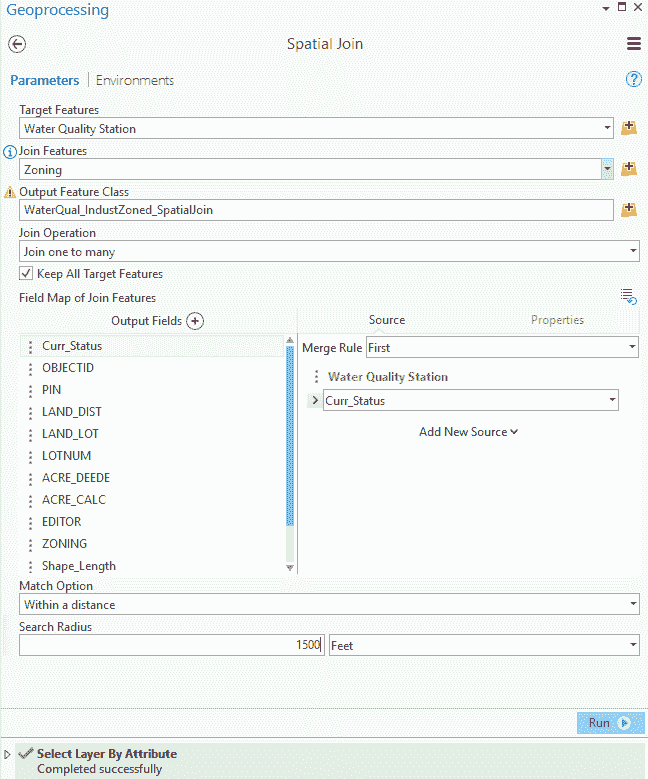 Geoprocessing
Spatial Join
Parameters | Environments
Target Features
Water Quality Station
Join Features
Zoning
Output Feature Class
WaterQual_IndustZoned_SpatialJoin
Join Operation
Join one to many
Keep All Target Features
Field Map of Join Features
Output Fields
Source Properties
Curr_Status
OBJECTID
PIN
LAND_DIST
LAND_LOT
LOTNUM
ACRE_DEEDE
ACRE_CALC
EDITOR
ZONING
Shape_Length
Merge Rule First
Water Quality Station
Curr_Status
Add New Source
Match Option
Within a distance
Search Radius
1500 Feet
Run
Select Layer By Attribute
Completed successfully